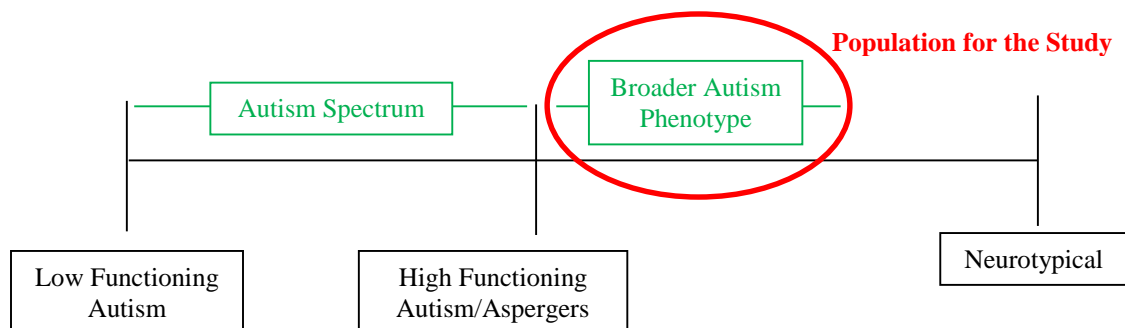 Population for the Study
Autism Spectrum
Broader Autism
Phenotype
Low Functioning
Autism
High Functioning
Autism/Aspergers
Neurotypical